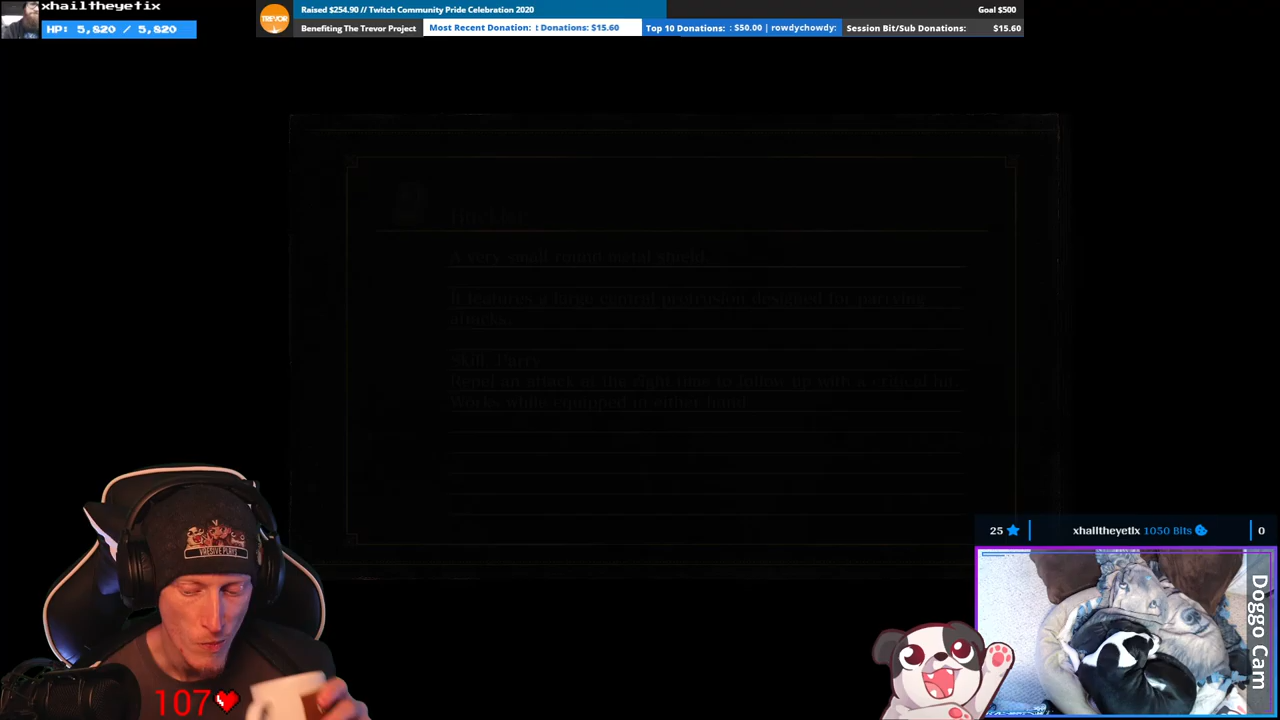 xhailtheyetix
HP: 5,820 / 5,820
TREVOR
Raised $254.90 // Twitch Community Pride Celebration 2020
Goal $500
Benefiting The Trevor Project
Most Recent Donation:
: Donations: $15.60
Top 10 Donations:
: $50.00 | rowdychowdy:
Session Bit/Sub Donations:
$15.60
Buckler
A very small round metal shield.
It features a large central protrusion designed for parrying
attacks.
Skill: Parry
Repel an attack at the right time to follow up with a critical hit.
Works while equipped in either hand.
25
xhailtheyetix 1050 Bits
0
Doggo Cam
107